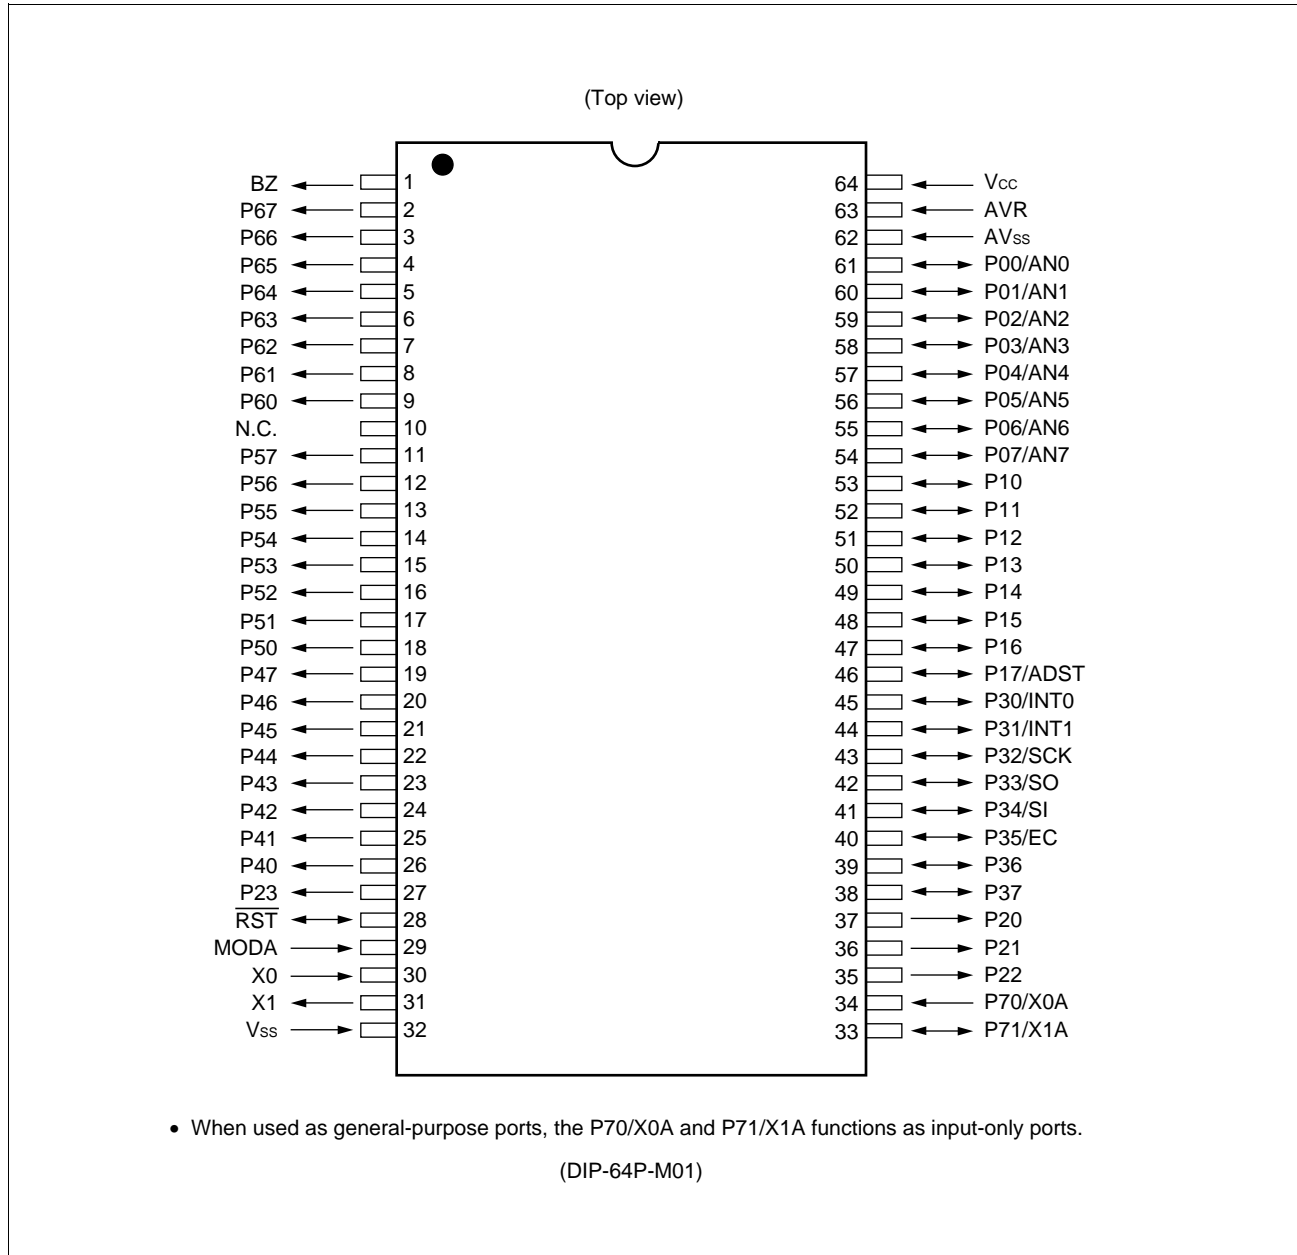 (Top view)
BZ 1 64 Vcc
P67 2 63 AVR
P66 3 62 AVss
P65 4 61 P00/AN0
P64 5 60 P01/AN1
P63 6 59 P02/AN2
P62 7 58 P03/AN3
P61 8 57 P04/AN4
P60 9 56 P05/AN5
N.C. 10 55 P06/AN6
P57 11 54 P07/AN7
P56 12 53 P10
P55 13 52 P11
P54 14 51 P12
P53 15 50 P13
P52 16 49 P14
P51 17 48 P15
P50 18 47 P16
P47 19 46 P17/ADST
P46 20 45 P30/INT0
P45 21 44 P31/INT1
P44 22 43 P32/SCK
P43 23 42 P33/SO
P42 24 41 P34/SI
P41 25 40 P35/EC
P40 26 39 P36
P23 27 38 P37
RST 28 37 P20
MODA 29 36 P21
X0 30 35 P22
X1 31 34 P70/X0A
Vss 32 33 P71/X1A
• When used as general-purpose ports, the P70/X0A and P71/X1A functions as input-only ports.
(DIP-64P-M01)